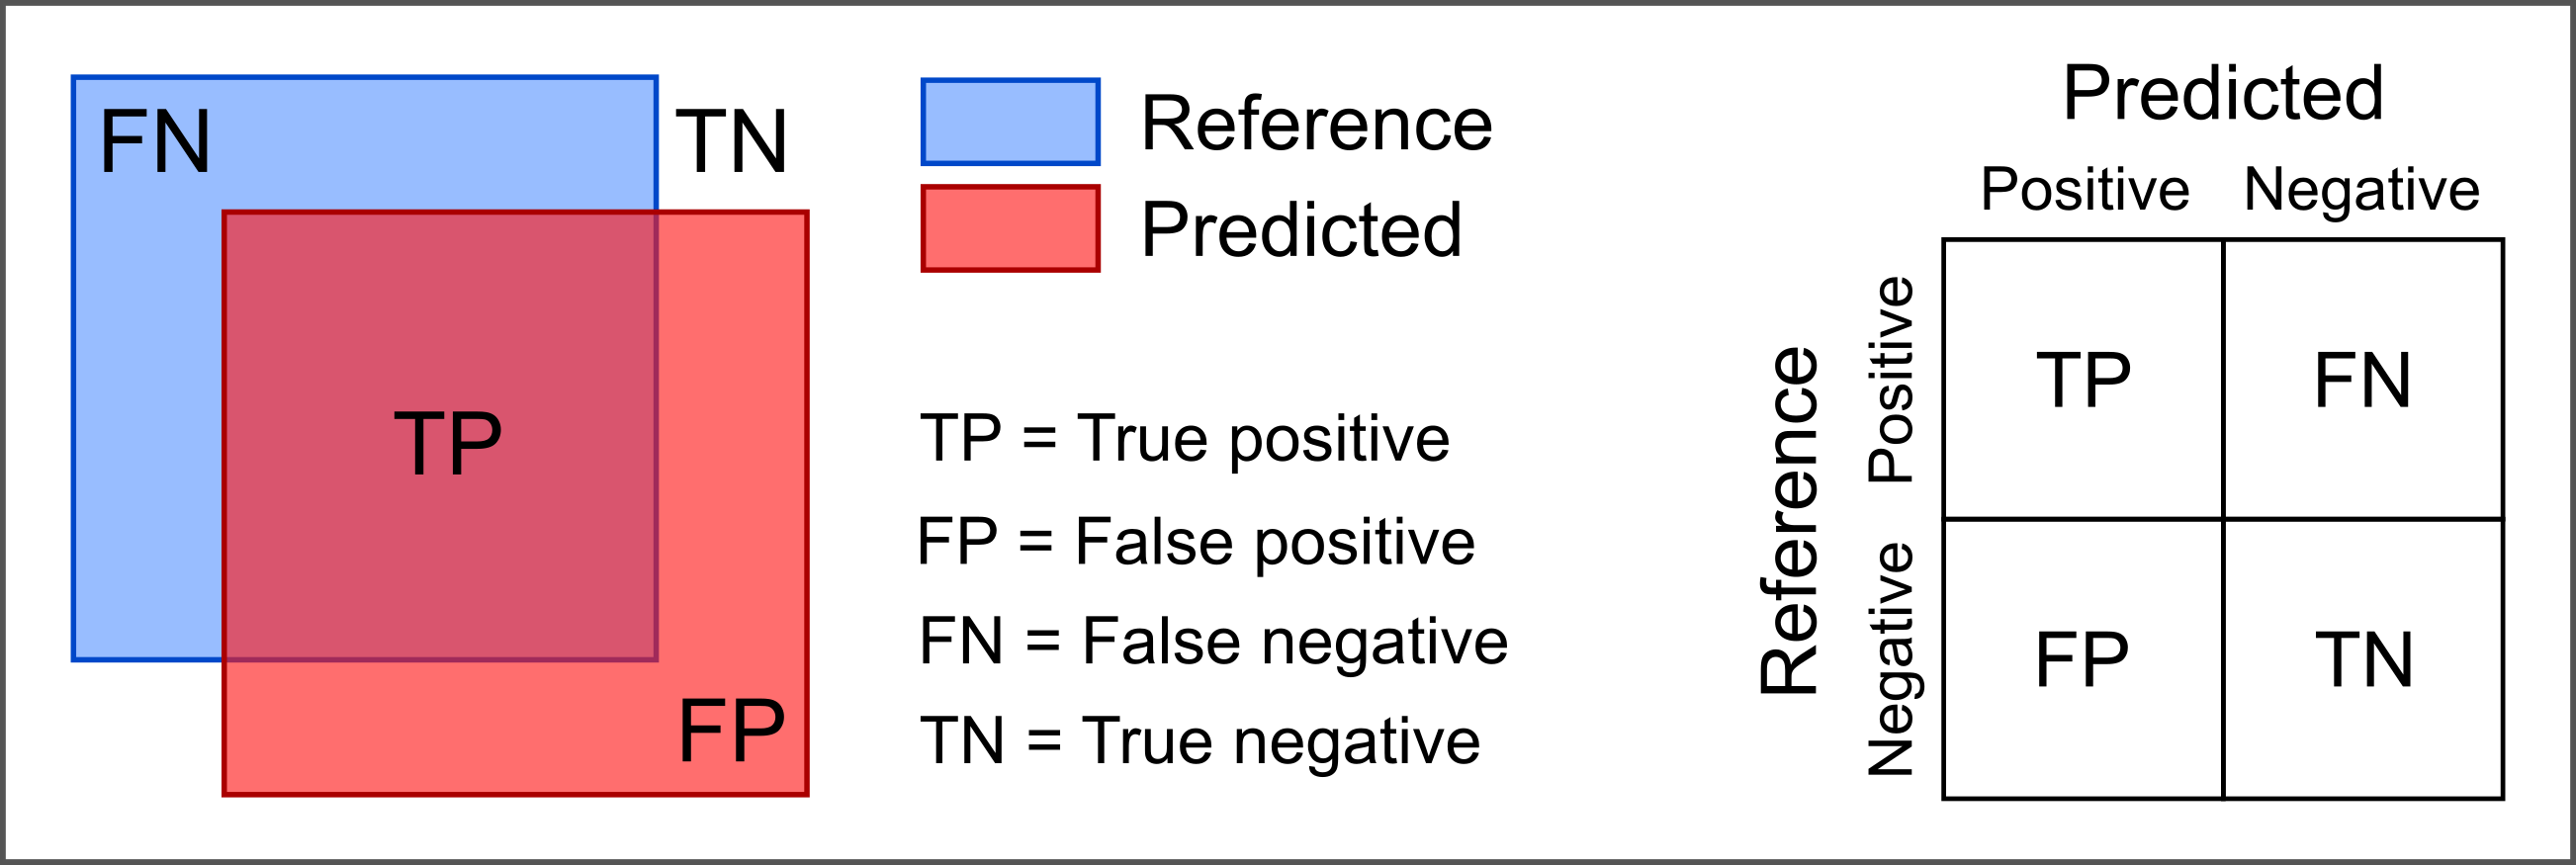 FN
TN
TP
FP
Reference
Predicted
TP = True positive
FP = False positive
FN = False negative
TN = True negative
Predicted
Positive Negative
Reference
Positive
Negative
TP FN
FP TN